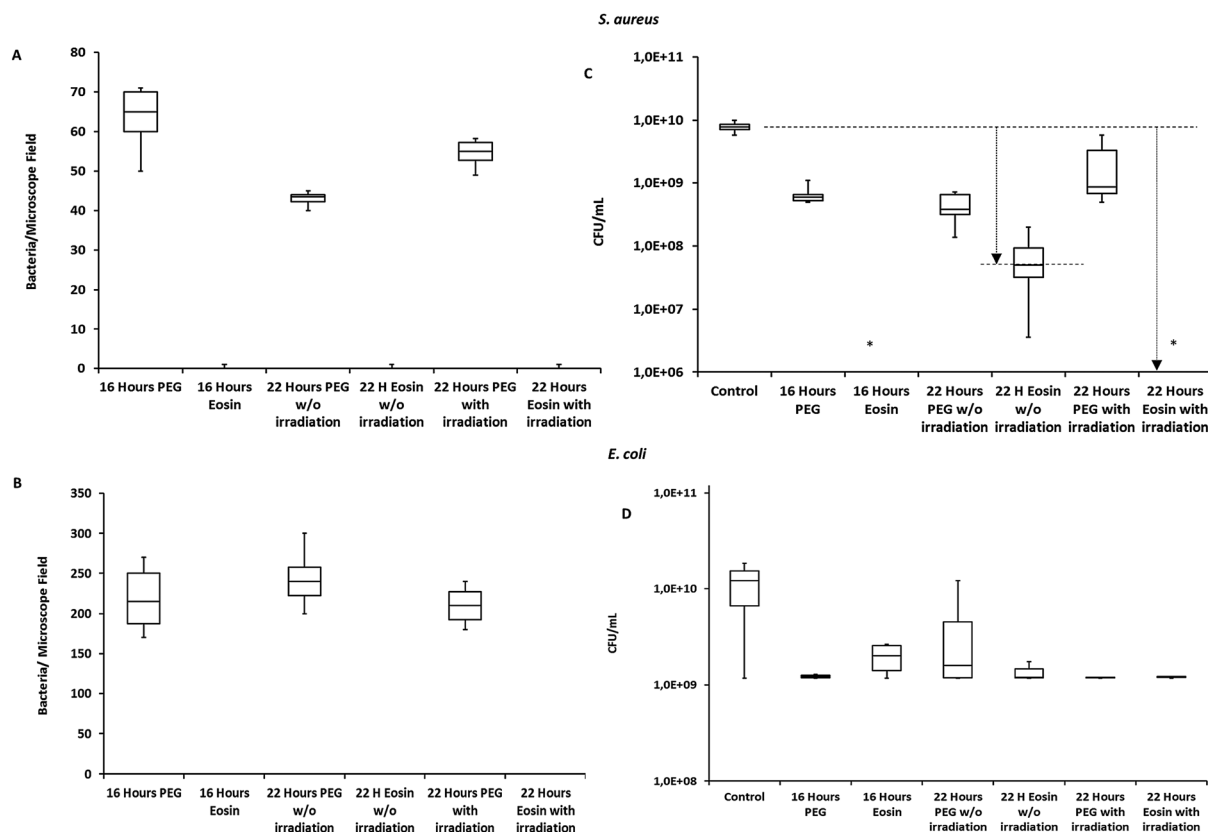 S. aureus
A
Bacteria/Microscope Field
80
70
60
50
40
30
20
10
0
16 Hours PEG
16 Hours
Eosin
22 Hours PEG
w/o
irradiation
22 H Eosin
w/o
irradiation
22 Hours PEG
with
irradiation
22 Hours
Eosin with
irradiation
C
CFU/mL
1,0E+11
1,0E+10
1,0E+09
1,0E+08
1,0E+07
1,0E+06
*
*
Control
16 Hours
PEG
16 Hours
Eosin
22 Hours
PEG w/o
irradiation
22 H
Eosin w/o
irradiation
22 Hours
PEG with
irradiation
22 Hours
Eosin with
irradiation
E. coli
B
Bacteria/ Microscope Field
350
300
250
200
150
100
50
0
16 Hours PEG
16 Hours
Eosin
22 Hours PEG
w/o
irradiation
22 H Eosin
w/o
irradiation
22 Hours PEG
with
irradiation
22 Hours
Eosin with
irradiation
D
CFU/mL
1,0E+11
1,0E+10
1,0E+09
1,0E+08
Control
16 Hours
PEG
16 Hours
Eosin
22 Hours
PEG w/o
irradiation
22 H Eosin
w/o
irradiation
22 Hours
PEG with
irradiation
22 Hours
Eosin with
irradiation